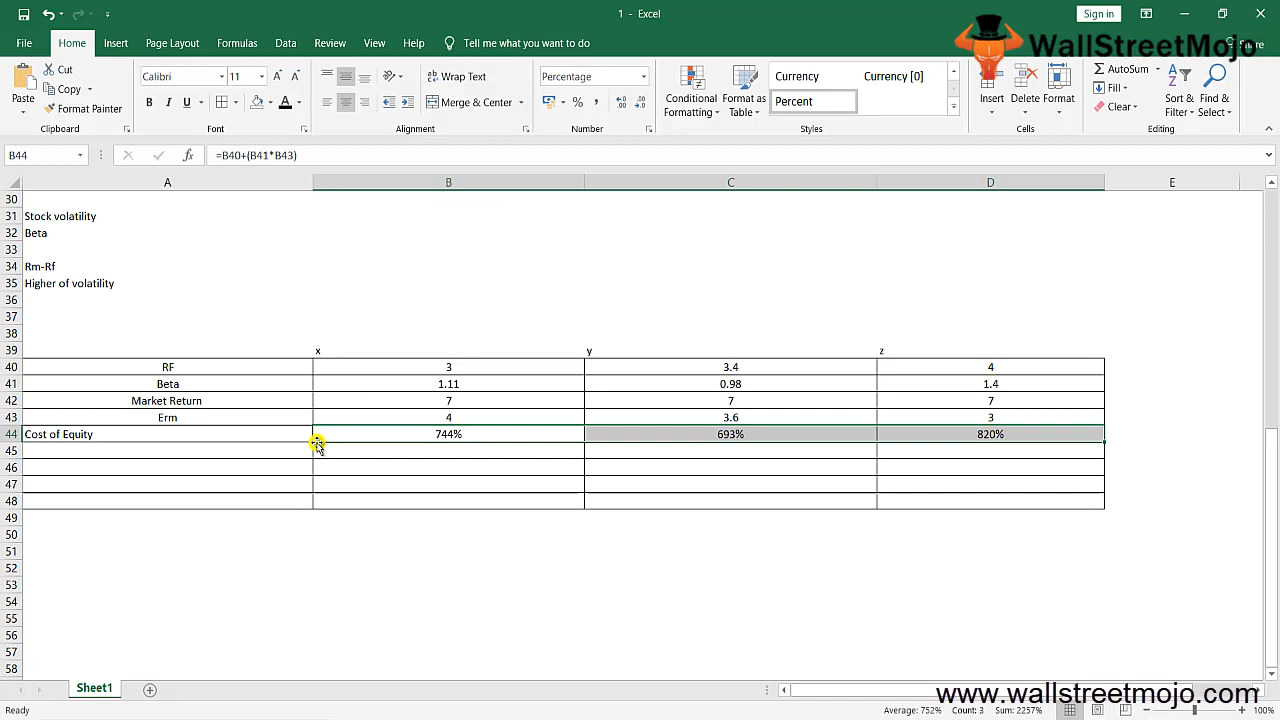 1 - Excel
Sign in
File Home Insert Page Layout Formulas Data Review View Help Tell me what you want to do
WallStreetMojo
Share
Paste
Cut
Copy
Format Painter
Clipboard
Calibri 11
B I U
Font
Wrap Text
Merge & Center
Alignment
Percentage
Number
Conditional Formatting
Format as Table
Currency Currency [0]
Percent
Styles
Insert Delete Format
Cells
AutoSum
Fill
Clear
Sort & Filter
Find & Select
Editing
B44 fx =B40+(B41*B43)
A B C D E
30
31 Stock volatility
32 Beta
33
34 Rm-Rf
35 Higher of volatility
36
37
38
39 x y z
40 RF 3 3.4 4
41 Beta 1.11 0.98 1.4
42 Market Return 7 7 7
43 Erm 4 3.6 3
44 Cost of Equity 744% 693% 820%
45
46
47
48
49
50
51
52
53
54
55
56
57
58
Sheet1
www.wallstreetmojo.com
Ready Average: 752% Count: 3 Sum: 2257% 100%